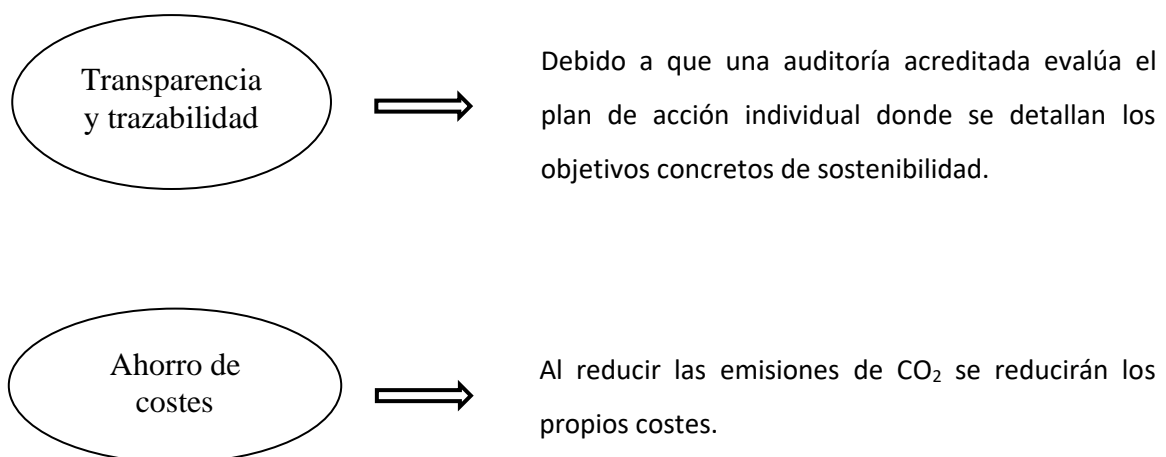 Transparencia
y trazabilidad
Debido a que una auditoría acreditada evalúa el
plan de acción individual donde se detallan los
objetivos concretos de sostenibilidad.
Ahorro de
costes
Al reducir las emisiones de CO₂ se reducirán los
propios costes.